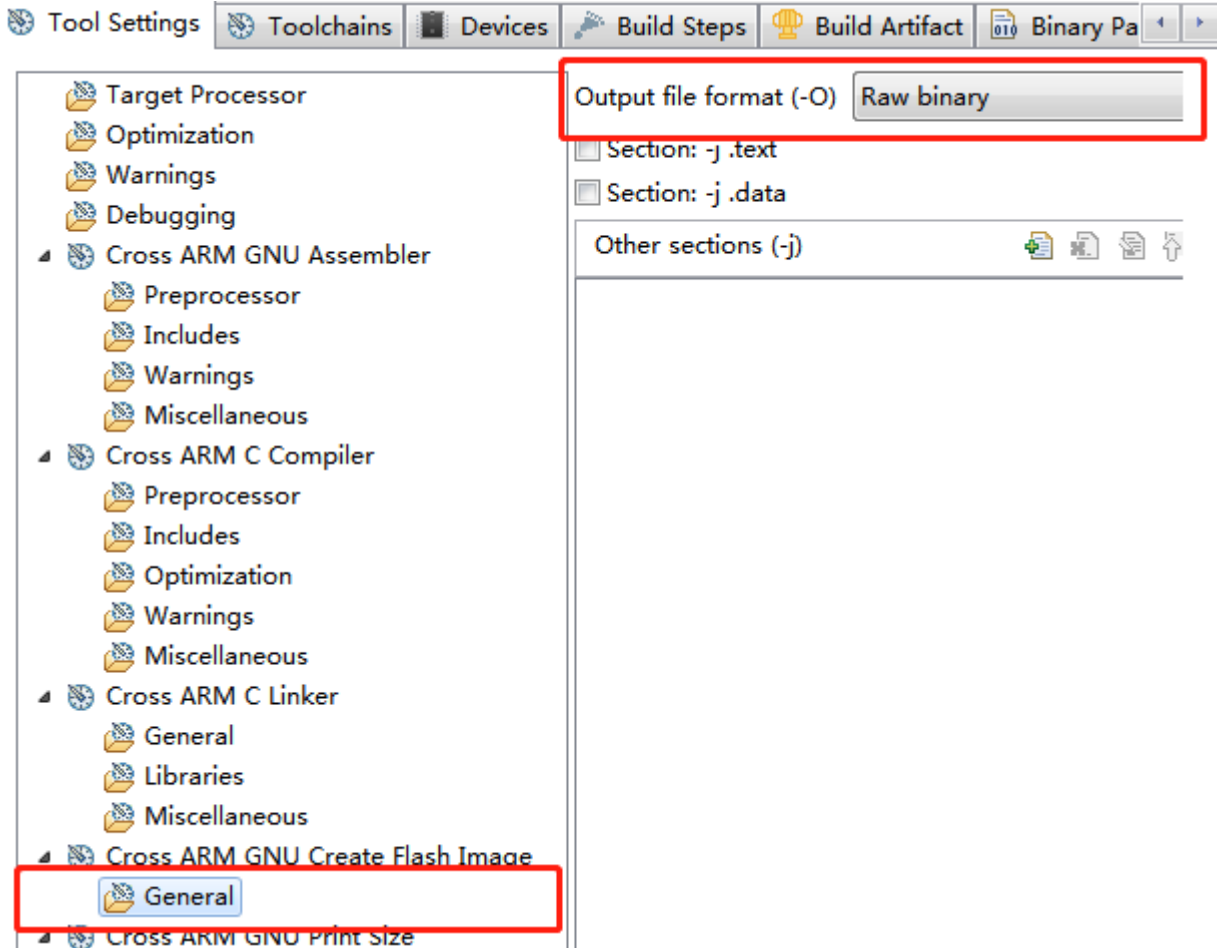 Tool Settings Toolchains Devices Build Steps Build Artifact Binary Pa
Target Processor
Optimization
Warnings
Debugging
Cross ARM GNU Assembler
Preprocessor
Includes
Warnings
Miscellaneous
Cross ARM C Compiler
Preprocessor
Includes
Optimization
Warnings
Miscellaneous
Cross ARM C Linker
General
Libraries
Miscellaneous
Cross ARM GNU Create Flash Image
General
Cross ARM GNU Print Size
Output file format (-O) Raw binary
Section: -j .text
Section: -j .data
Other sections (-j)